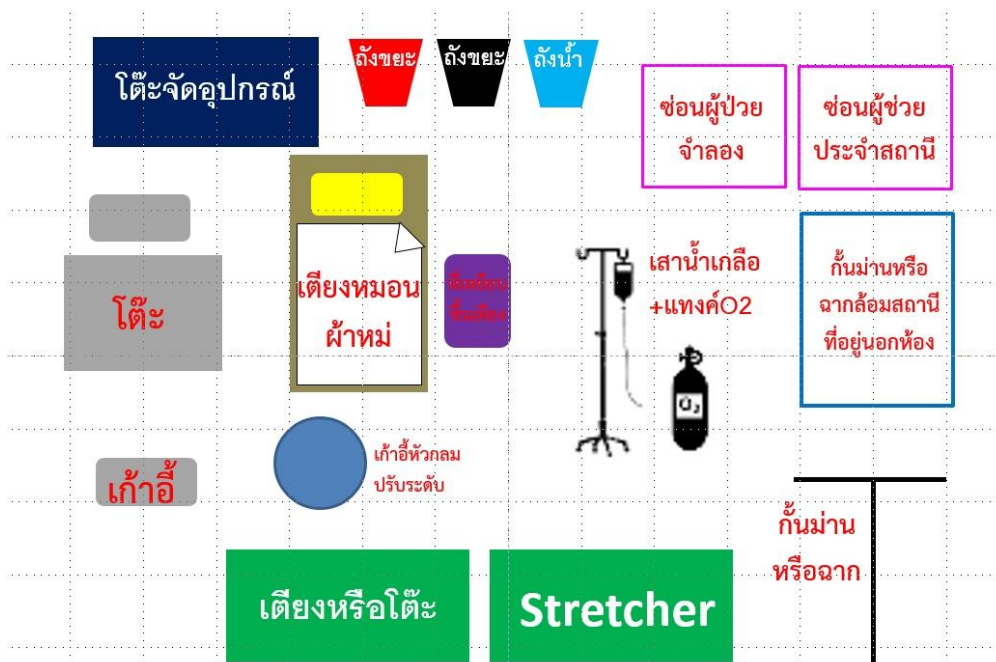 โต๊ะจัดอุปกรณ์
ถังขยะ
ถังขยะ
ถังน้ำ
ซ่อนผู้ป่วย
จำลอง
ซ่อนผู้ช่วย
ประจำสถานี
โต๊ะ
เตียงหมอน
ผ้าห่ม
ขึ้นเตียง
เสาน้ำเกลือ
+แทงค์O2
O2
กั้นม่านหรือ
ฉากล้อมสถานี
ที่อยู่นอกห้อง
เก้าอี้
เก้าอี้หัวกลม
ปรับระดับ
กั้นม่าน
หรือฉาก
เตียงหรือโต๊ะ
Stretcher